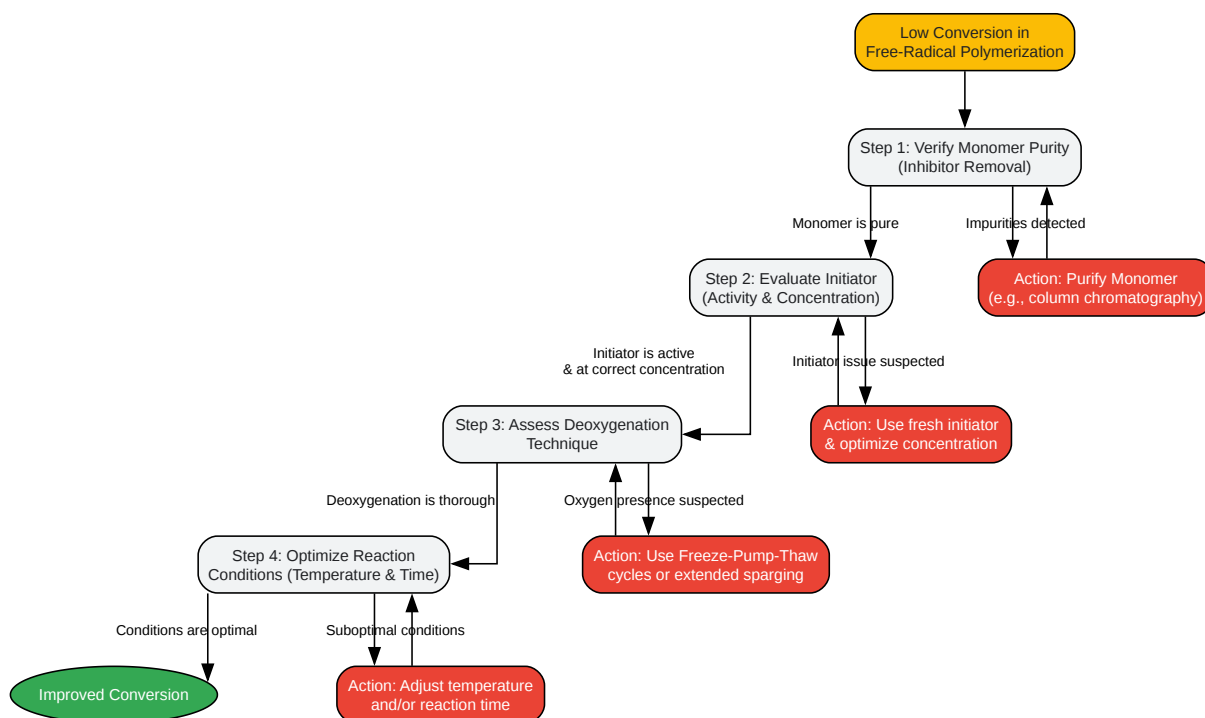 Low Conversion in
Free-Radical Polymerization
Step 1: Verify Monomer Purity
(Inhibitor Removal)
Monomer is pure
Impurities detected
Step 2: Evaluate Initiator
(Activity & Concentration)
Action: Purify Monomer
(e.g., column chromatography)
Initiator is active
& at correct concentration
Initiator issue suspected
Step 3: Assess Deoxygenation
Technique
Action: Use fresh initiator
& optimize concentration
Deoxygenation is thorough
Oxygen presence suspected
Step 4: Optimize Reaction
Conditions (Temperature & Time)
Action: Use Freeze-Pump-Thaw
cycles or extended sparging
Conditions are optimal
Suboptimal conditions
Improved Conversion
Action: Adjust temperature
and/or reaction time